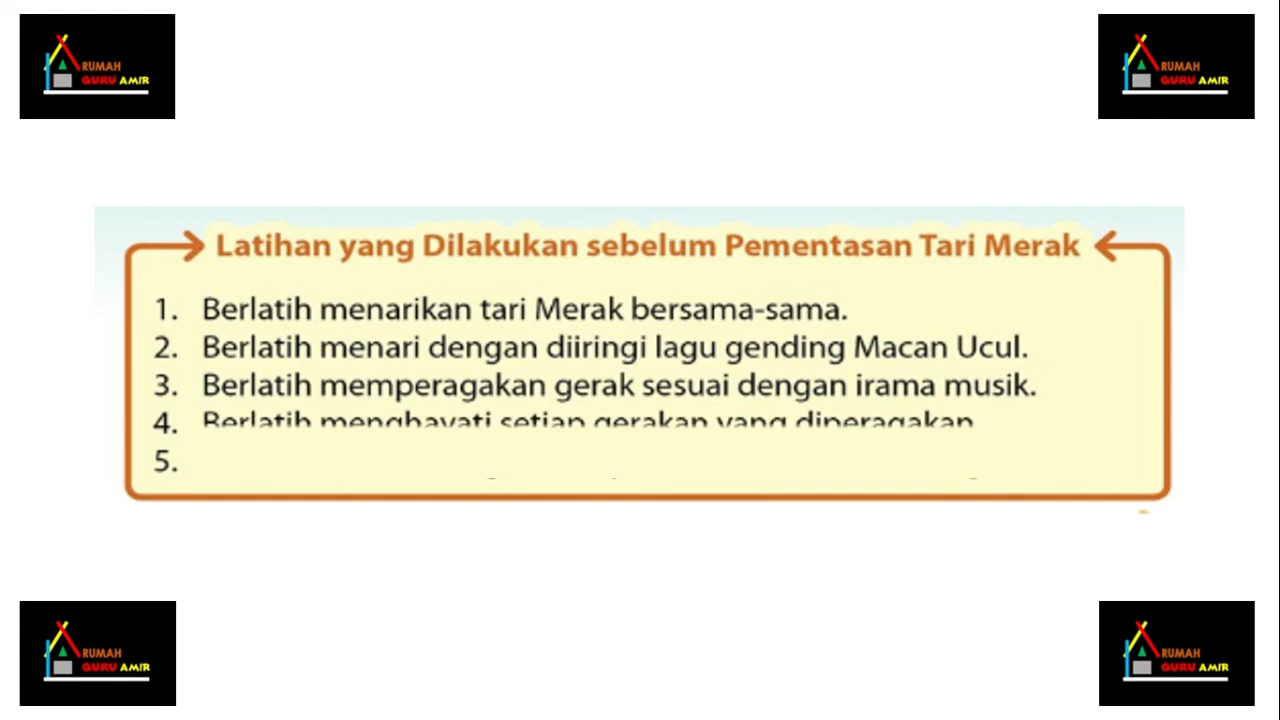 RUMAH
GURU AMIR
RUMAH
GURU AMIR
Latihan yang Dilakukan sebelum Pementasan Tari Merak
1. Berlatih menarikan tari Merak bersama-sama.
2. Berlatih menari dengan diiringi lagu gending Macan Ucul.
3. Berlatih memperagakan gerak sesuai dengan irama musik.
4. Berlatih menghayati setiap gerakan yang diperagakan
5.
RUMAH
GURU AMIR
RUMAH
GURU AMIR